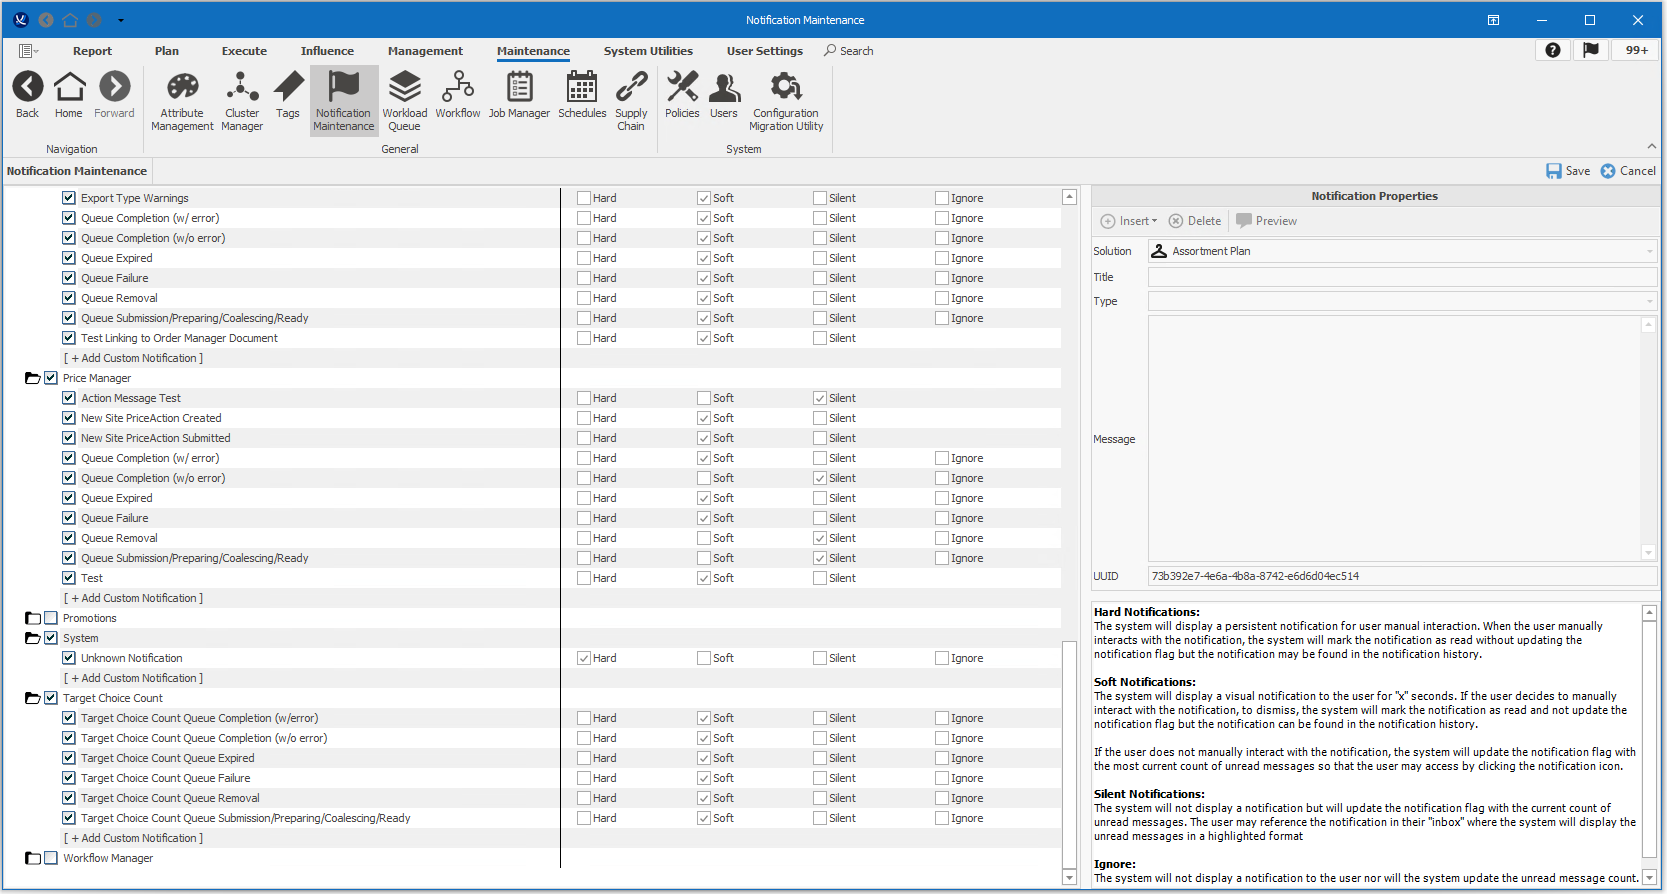 Notification Maintenance
Report Plan Execute Influence Management Maintenance System Utilities User Settings Search
? 99+
Back Home Forward
Navigation
Attribute Management Cluster Manager Tags Notification Maintenance Workload Queue Workflow Job Manager Schedules Supply Chain
General
Policies Users Configuration Migration Utility
System
Notification Maintenance
Save Cancel
Export Type Warnings Hard Soft Silent Ignore
Queue Completion (w/ error) Hard Soft Silent Ignore
Queue Completion (w/o error) Hard Soft Silent Ignore
Queue Expired Hard Soft Silent Ignore
Queue Failure Hard Soft Silent Ignore
Queue Removal Hard Soft Silent Ignore
Queue Submission/Preparing/Coalescing/Ready Hard Soft Silent Ignore
Test Linking to Order Manager Document Hard Soft Silent
[ + Add Custom Notification ]
Price Manager
Action Message Test Hard Soft Silent
New Site PriceAction Created Hard Soft Silent
New Site PriceAction Submitted Hard Soft Silent
Queue Completion (w/ error) Hard Soft Silent Ignore
Queue Completion (w/o error) Hard Soft Silent Ignore
Queue Expired Hard Soft Silent Ignore
Queue Failure Hard Soft Silent Ignore
Queue Removal Hard Soft Silent Ignore
Queue Submission/Preparing/Coalescing/Ready Hard Soft Silent Ignore
Test Hard Soft Silent
[ + Add Custom Notification ]
Promotions
System
Unknown Notification Hard Soft Silent Ignore
[ + Add Custom Notification ]
Target Choice Count
Target Choice Count Queue Completion (w/error) Hard Soft Silent Ignore
Target Choice Count Queue Completion (w/o error) Hard Soft Silent Ignore
Target Choice Count Queue Expired Hard Soft Silent Ignore
Target Choice Count Queue Failure Hard Soft Silent Ignore
Target Choice Count Queue Removal Hard Soft Silent Ignore
Target Choice Count Queue Submission/Preparing/Coalescing/Ready Hard Soft Silent Ignore
[ + Add Custom Notification ]
Workflow Manager
Notification Properties
Insert Delete Preview
Solution Assortment Plan
Title
Type
Message
UUID 73b392e7-4e6a-4b8a-8742-e6d6d04ec514
Hard Notifications:
The system will display a persistent notification for user manual interaction. When the user manually
interacts with the notification, the system will mark the notification as read without updating the
notification flag but the notification may be found in the notification history.
Soft Notifications:
The system will display a visual notification to the user for "x" seconds. If the user decides to manually
interact with the notification, to dismiss, the system will mark the notification as read and not update the
notification flag but the notification can be found in the notification history.
If the user does not manually interact with the notification, the system will update the notification flag with
the most current count of unread messages so that the user may access by clicking the notification icon.
Silent Notifications:
The system will not display a notification but will update the notification flag with the current count of
unread messages. The user may reference the notification in their "inbox" where the system will display the
unread messages in a highlighted format
Ignore:
The system will not display a notification to the user nor will the system update the unread message count.